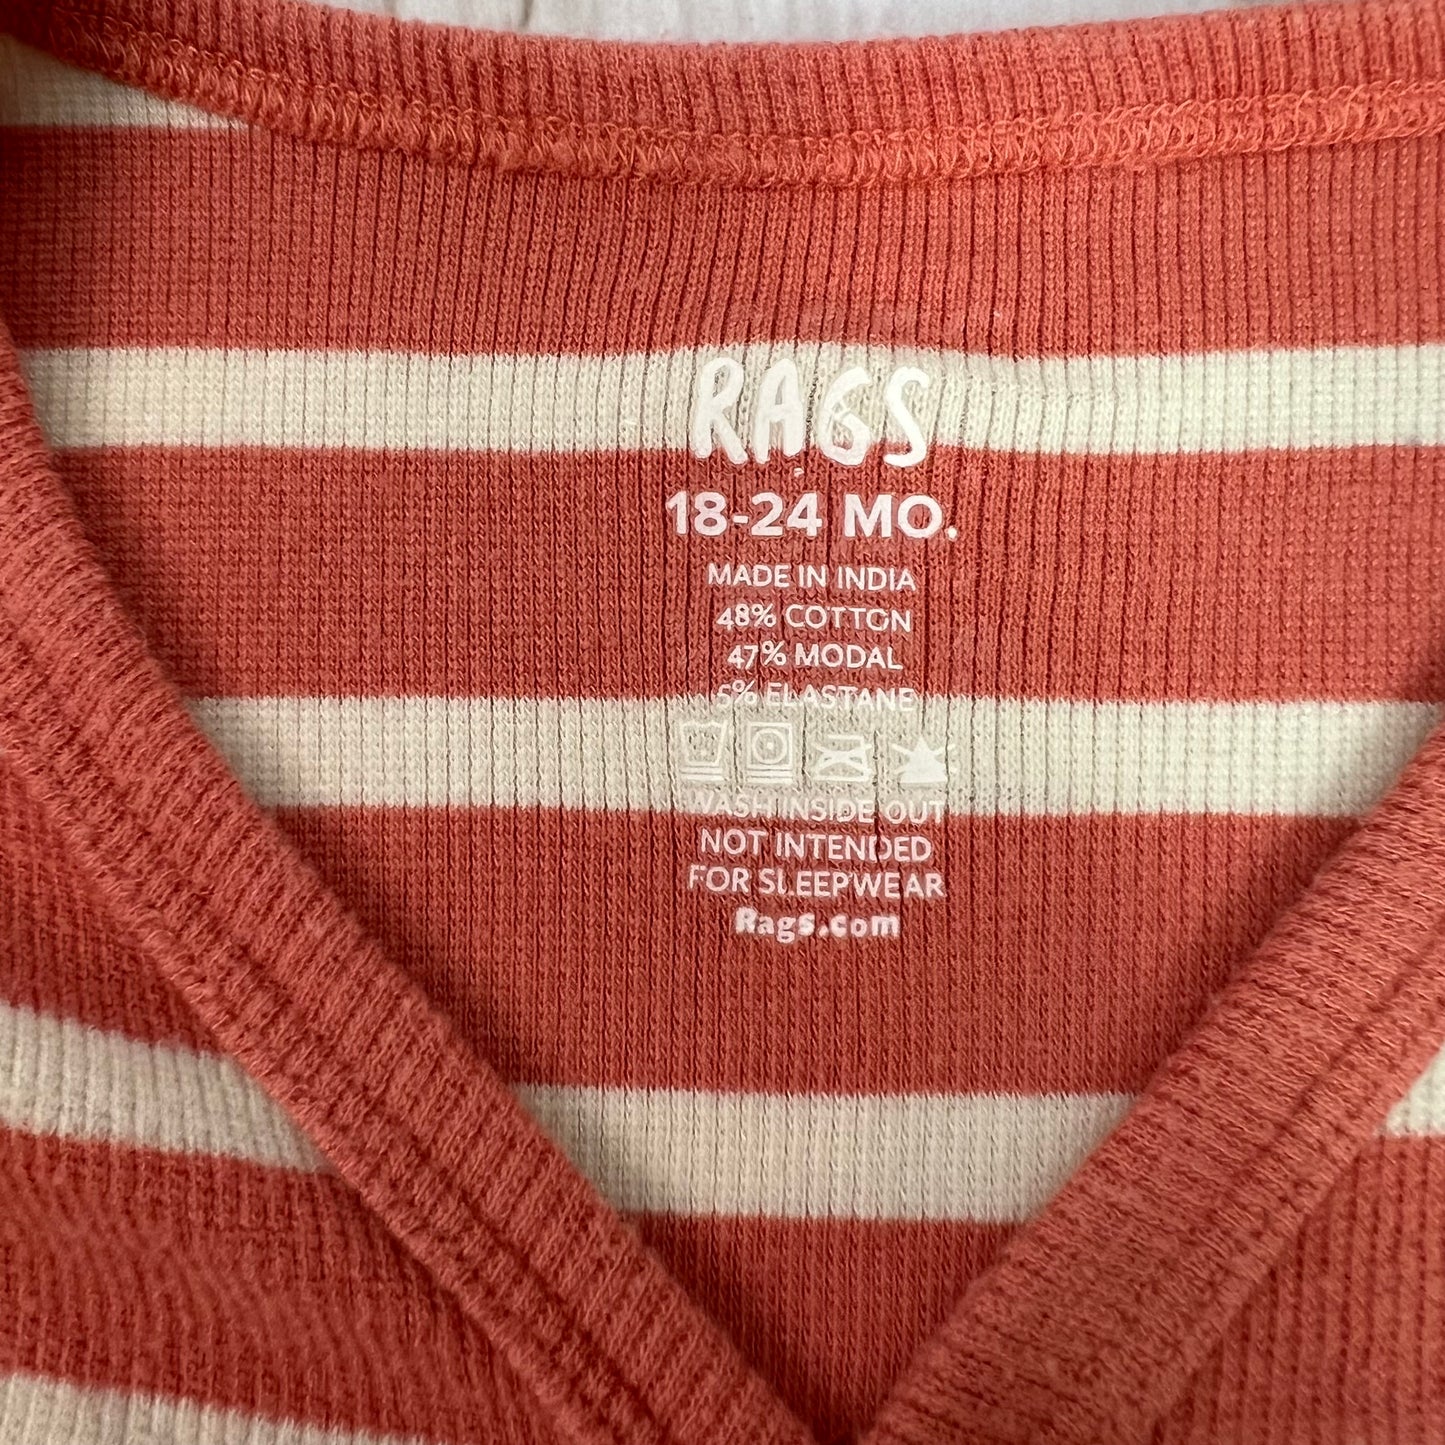 RAGS
18-24 MO.
MADE IN INDIA
48% COTTON
47% MODAL
5% ELASTANE
WASH INSIDE OUT
NOT INTENDED
FOR SLEEPWEAR
Rags.com